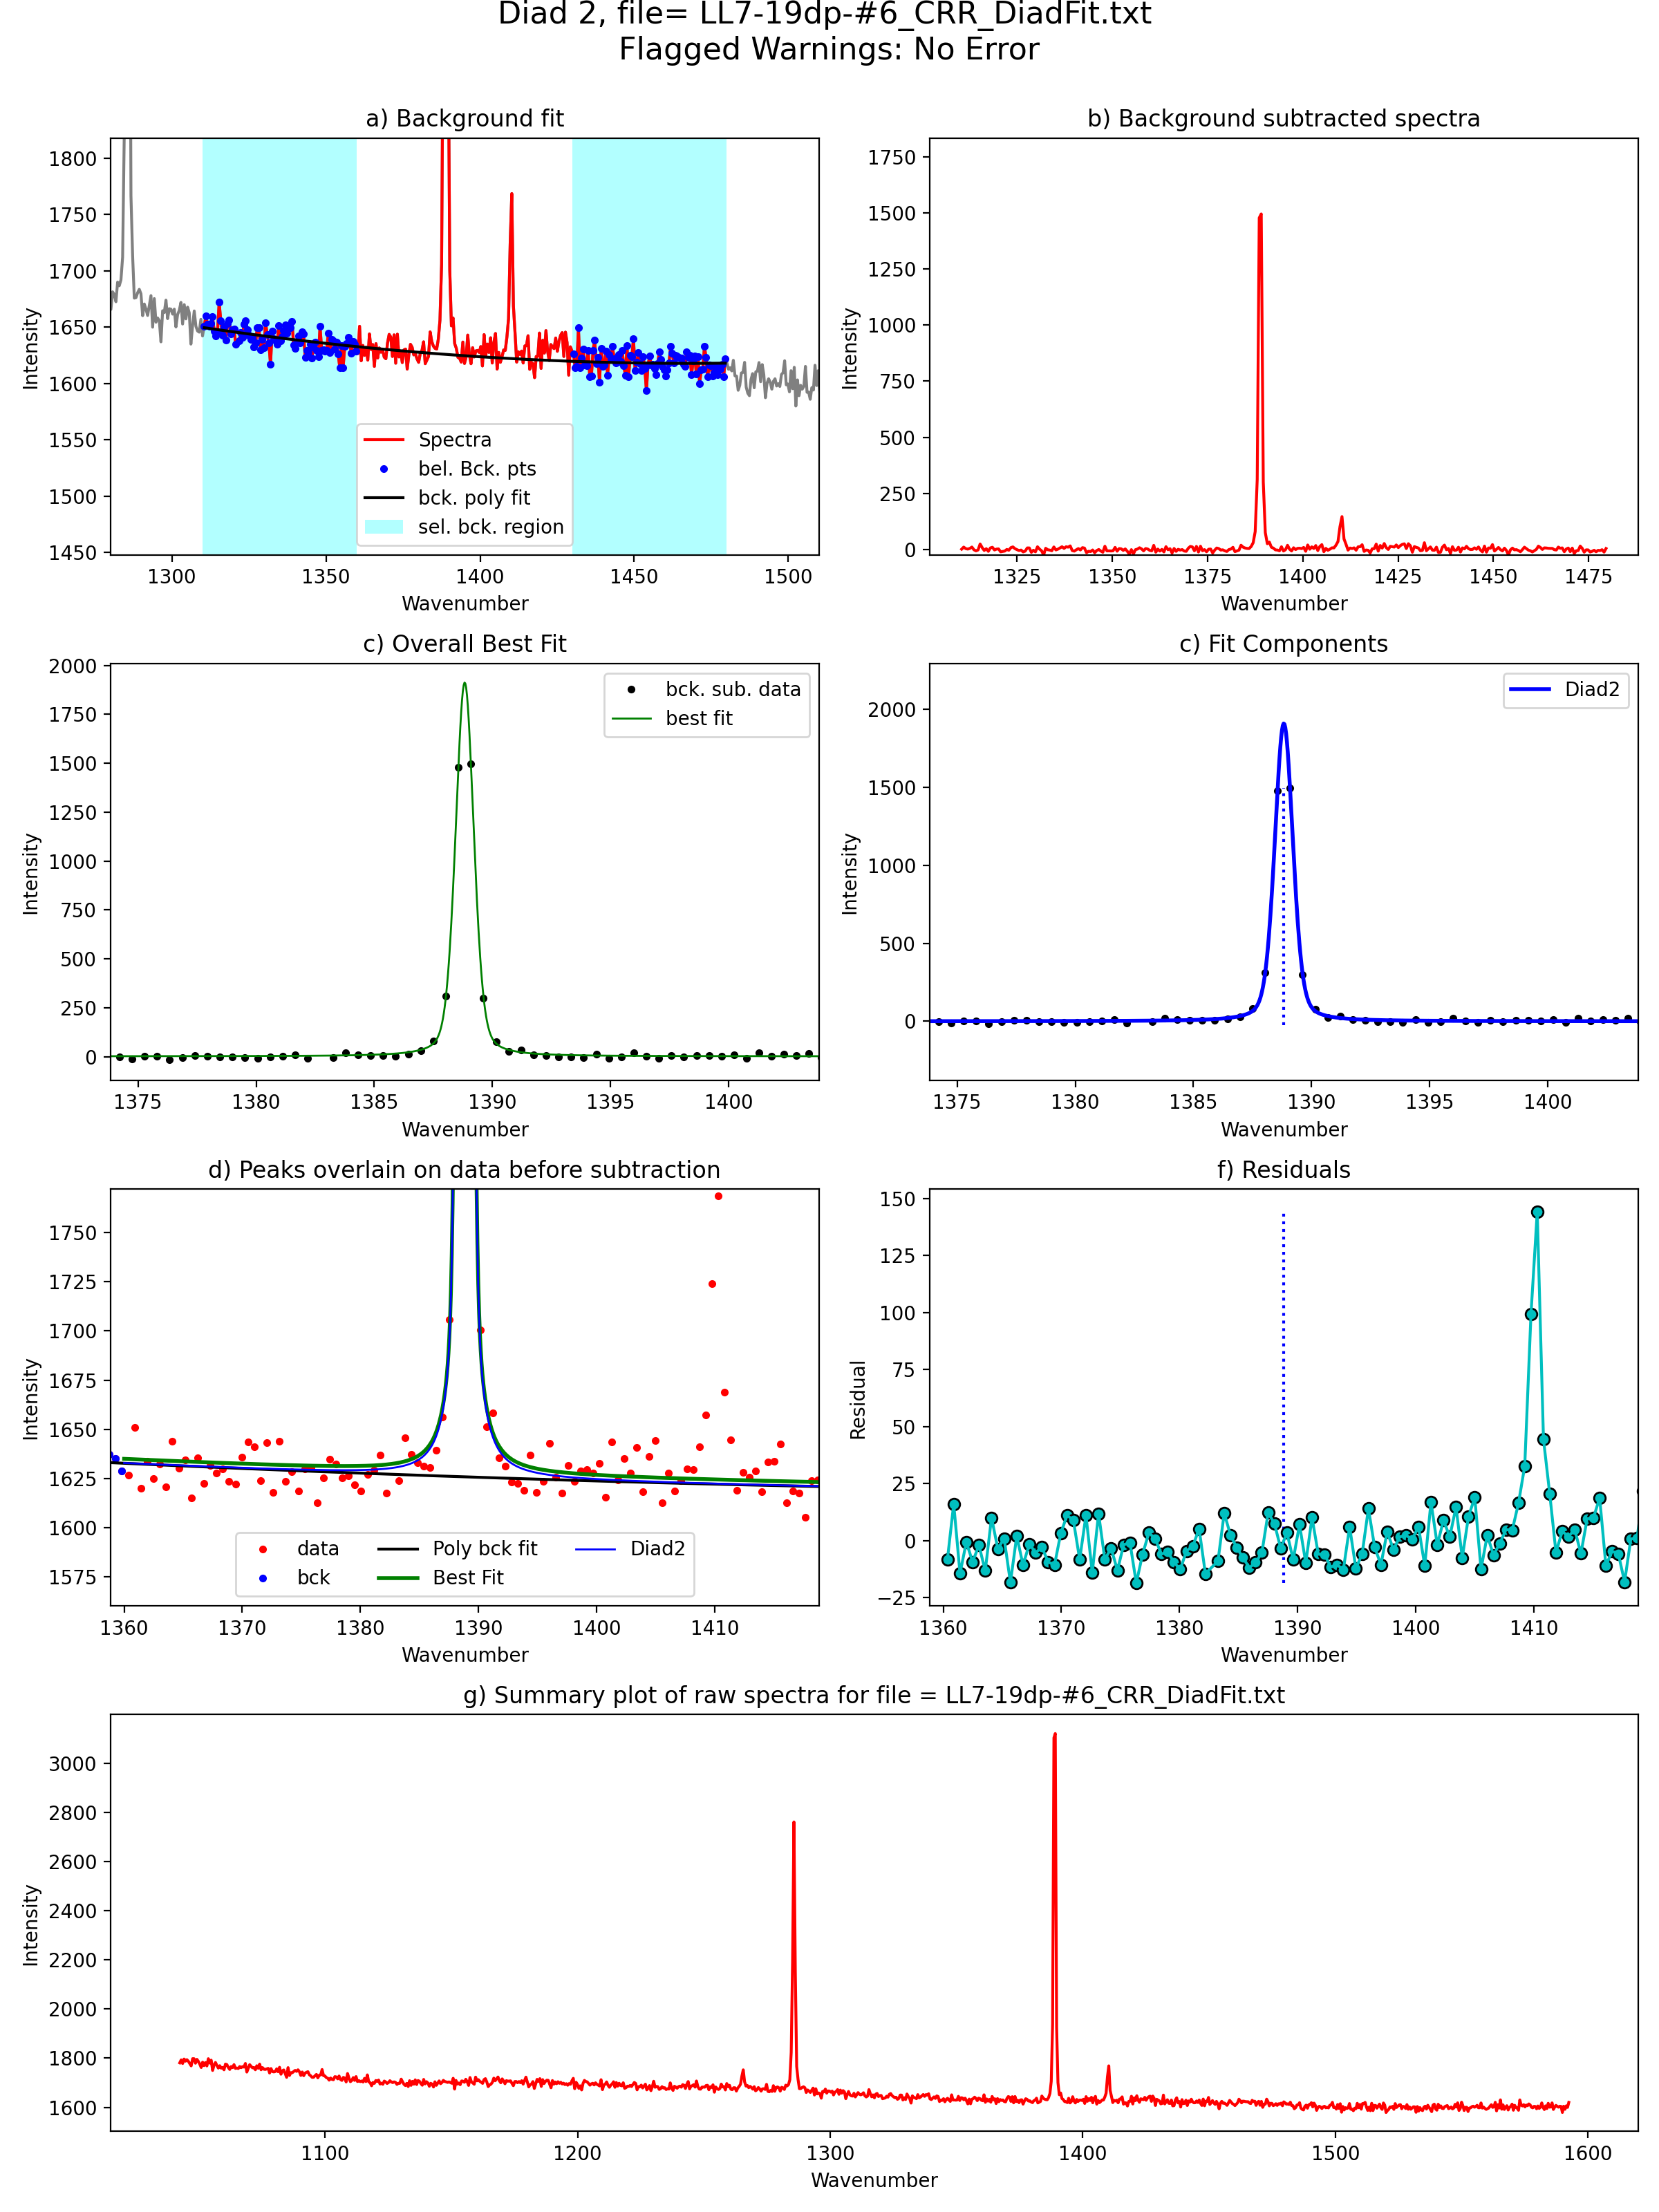 Diad 2, file= LL7-19dp-#6_CRR_DiadFit.txt
Flagged Warnings: No Error
a) Background fit
1800
1750
1700
1650
1600
1550
1500
1450
Intensity
Spectra
bel. Bck. pts
bck. poly fit
sel. bck. region
1300 1350 1400 1450 1500
Wavenumber
b) Background subtracted spectra
1750
1500
1250
1000
750
500
250
0
Intensity
1325 1350 1375 1400 1425 1450 1475
Wavenumber
c) Overall Best Fit
2000
1750
1500
1250
1000
750
500
250
0
Intensity
bck. sub. data
best fit
1375 1380 1385 1390 1395 1400
Wavenumber
c) Fit Components
2000
1500
1000
500
0
Intensity
Diad2
1375 1380 1385 1390 1395 1400
Wavenumber
d) Peaks overlain on data before subtraction
1750
1725
1700
1675
1650
1625
1600
1575
Intensity
data Poly bck fit Diad2
bck Best Fit
1360 1370 1380 1390 1400 1410
Wavenumber
f) Residuals
150
125
100
75
50
25
0
−25
Residual
1360 1370 1380 1390 1400 1410
Wavenumber
g) Summary plot of raw spectra for file = LL7-19dp-#6_CRR_DiadFit.txt
3000
2800
2600
2400
2200
2000
1800
1600
Intensity
1100 1200 1300 1400 1500 1600
Wavenumber